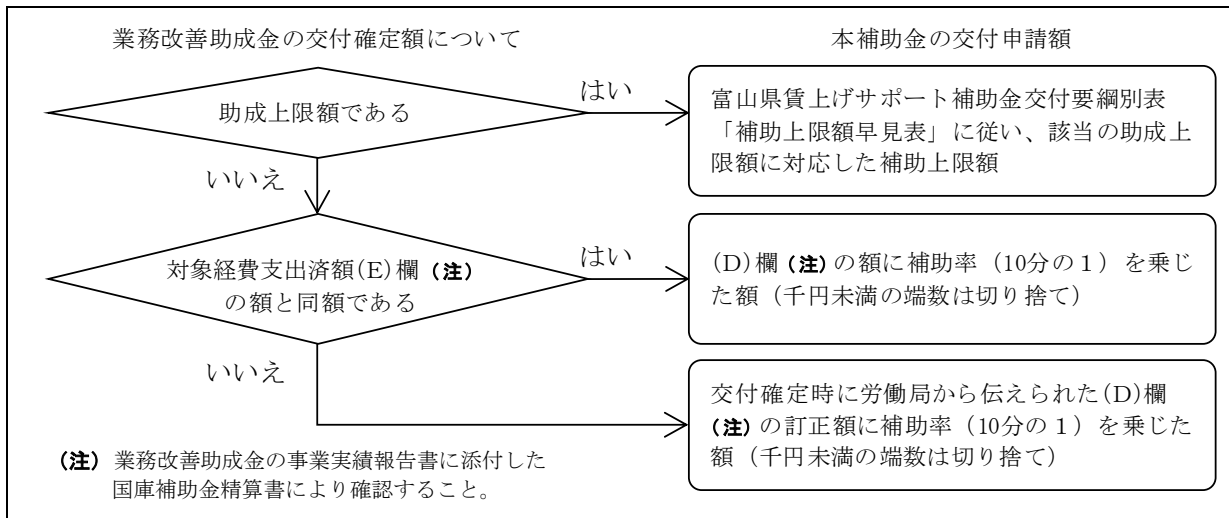 業務改善助成金の交付確定額について
本補助金の交付申請額
助成上限額である
はい
富山県賃上げサポート補助金交付要綱別表
「補助上限額早見表」に従い、該当の助成上
限額に対応した補助上限額
いいえ
対象経費支出済額(E)欄(注)
の額と同額である
はい
(D)欄(注)の額に補助率（10分の１）を乗じ
た額（千円未満の端数は切り捨て）
いいえ
交付確定時に労働局から伝えられた(D)欄
(注)の訂正額に補助率（10分の１）を乗じた
額（千円未満の端数は切り捨て）
(注) 業務改善助成金の事業実績報告書に添付した
国庫補助金精算書により確認すること。